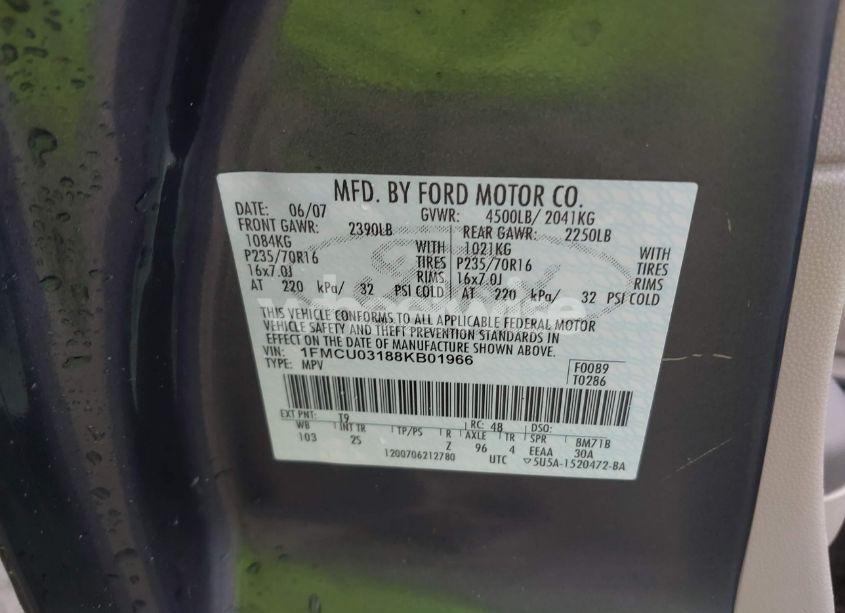 MFD. BY FORD MOTOR CO.
DATE: 06/07 GVWR: 4500LB/ 2041KG
FRONT GAWR: 2390LB REAR GAWR: 2250LB
1084KG WITH 1021KG WITH
P235/70R16 TIRES P235/70R16 TIRES
16x7.0J RIMS 16x7.0J RIMS
AT 220 kPa/ 32 PSI COLD AT 220 kPa/ 32 PSI COLD
THIS VEHICLE CONFORMS TO ALL APPLICABLE FEDERAL MOTOR
VEHICLE SAFETY AND THEFT PREVENTION STANDARDS IN
EFFECT ON THE DATE OF MANUFACTURE SHOWN ABOVE.
VIN: 1FMCU03188KB01966
TYPE: MPV F0089
T0286
EXT PNT: T9 RC: 48 DSO:
WB INT TR TP/PS R AXLE TR SPR BM71B
103 2S Z 96 4 EEAA 30A
1200706212780 UTC ▽5U5A-1520472-BA